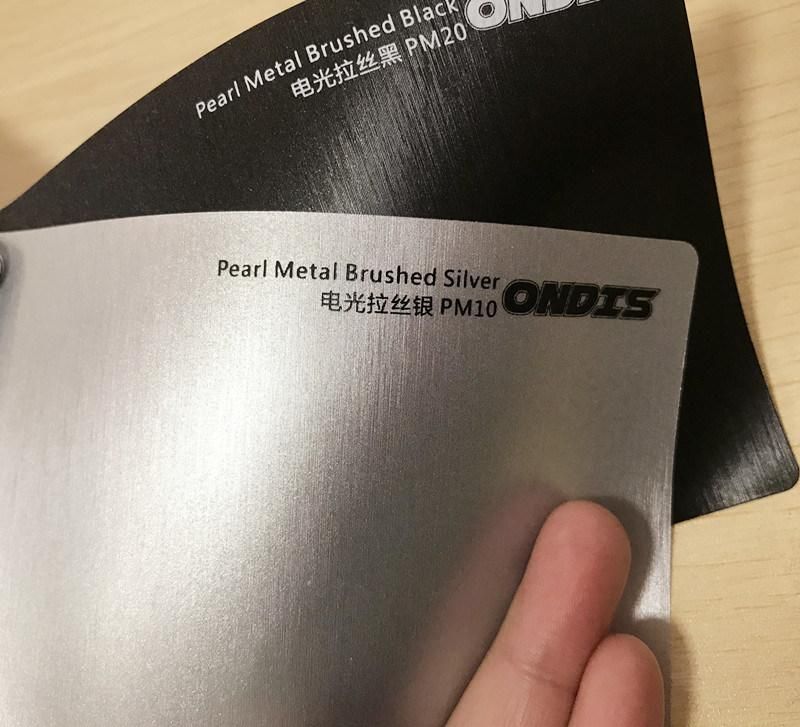 Pearl Metal Brushed Black
电光拉丝黑 PM20
Pearl Metal Brushed Silver
电光拉丝银 PM10
ONDIS